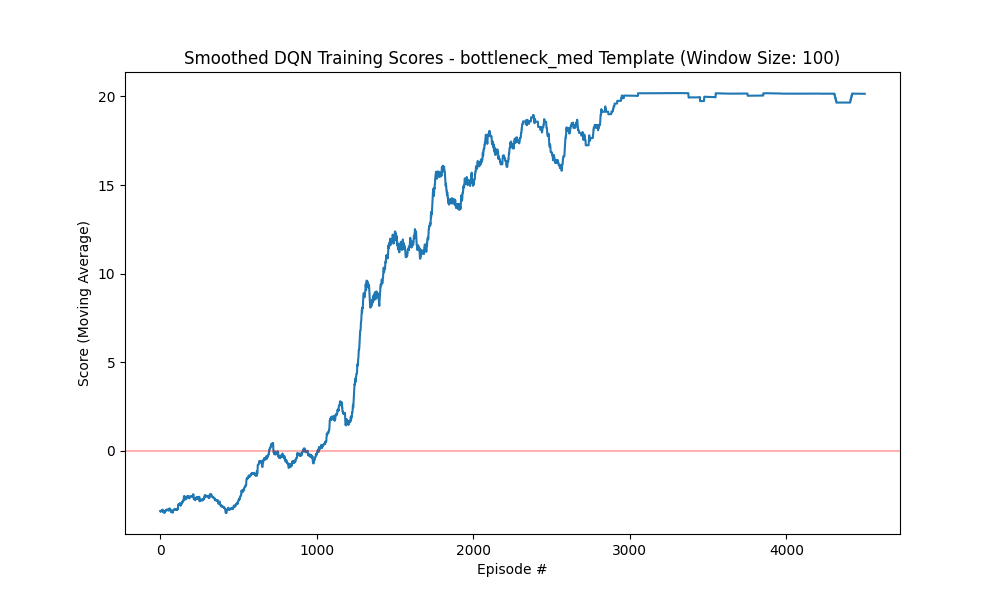 Smoothed DQN Training Scores - bottleneck_med Template (Window Size: 100)
Score (Moving Average)
20
15
10
5
0
0 1000 2000 3000 4000
Episode #